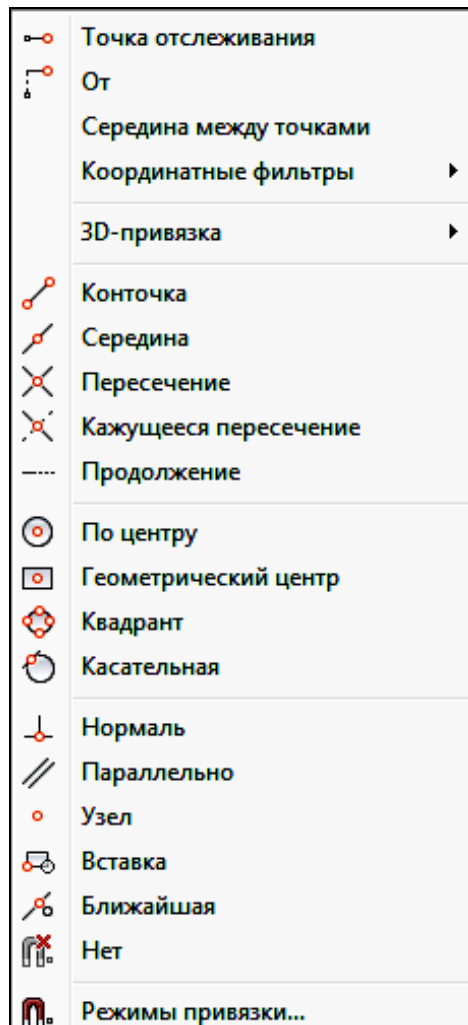 Точка отслеживания
От
Середина между точками
Координатные фильтры
3D-привязка
Конточка
Середина
Пересечение
Кажущееся пересечение
Продолжение
По центру
Геометрический центр
Квадрант
Касательная
Нормаль
Параллельно
Узел
Вставка
Ближайшая
Нет
Режимы привязки...